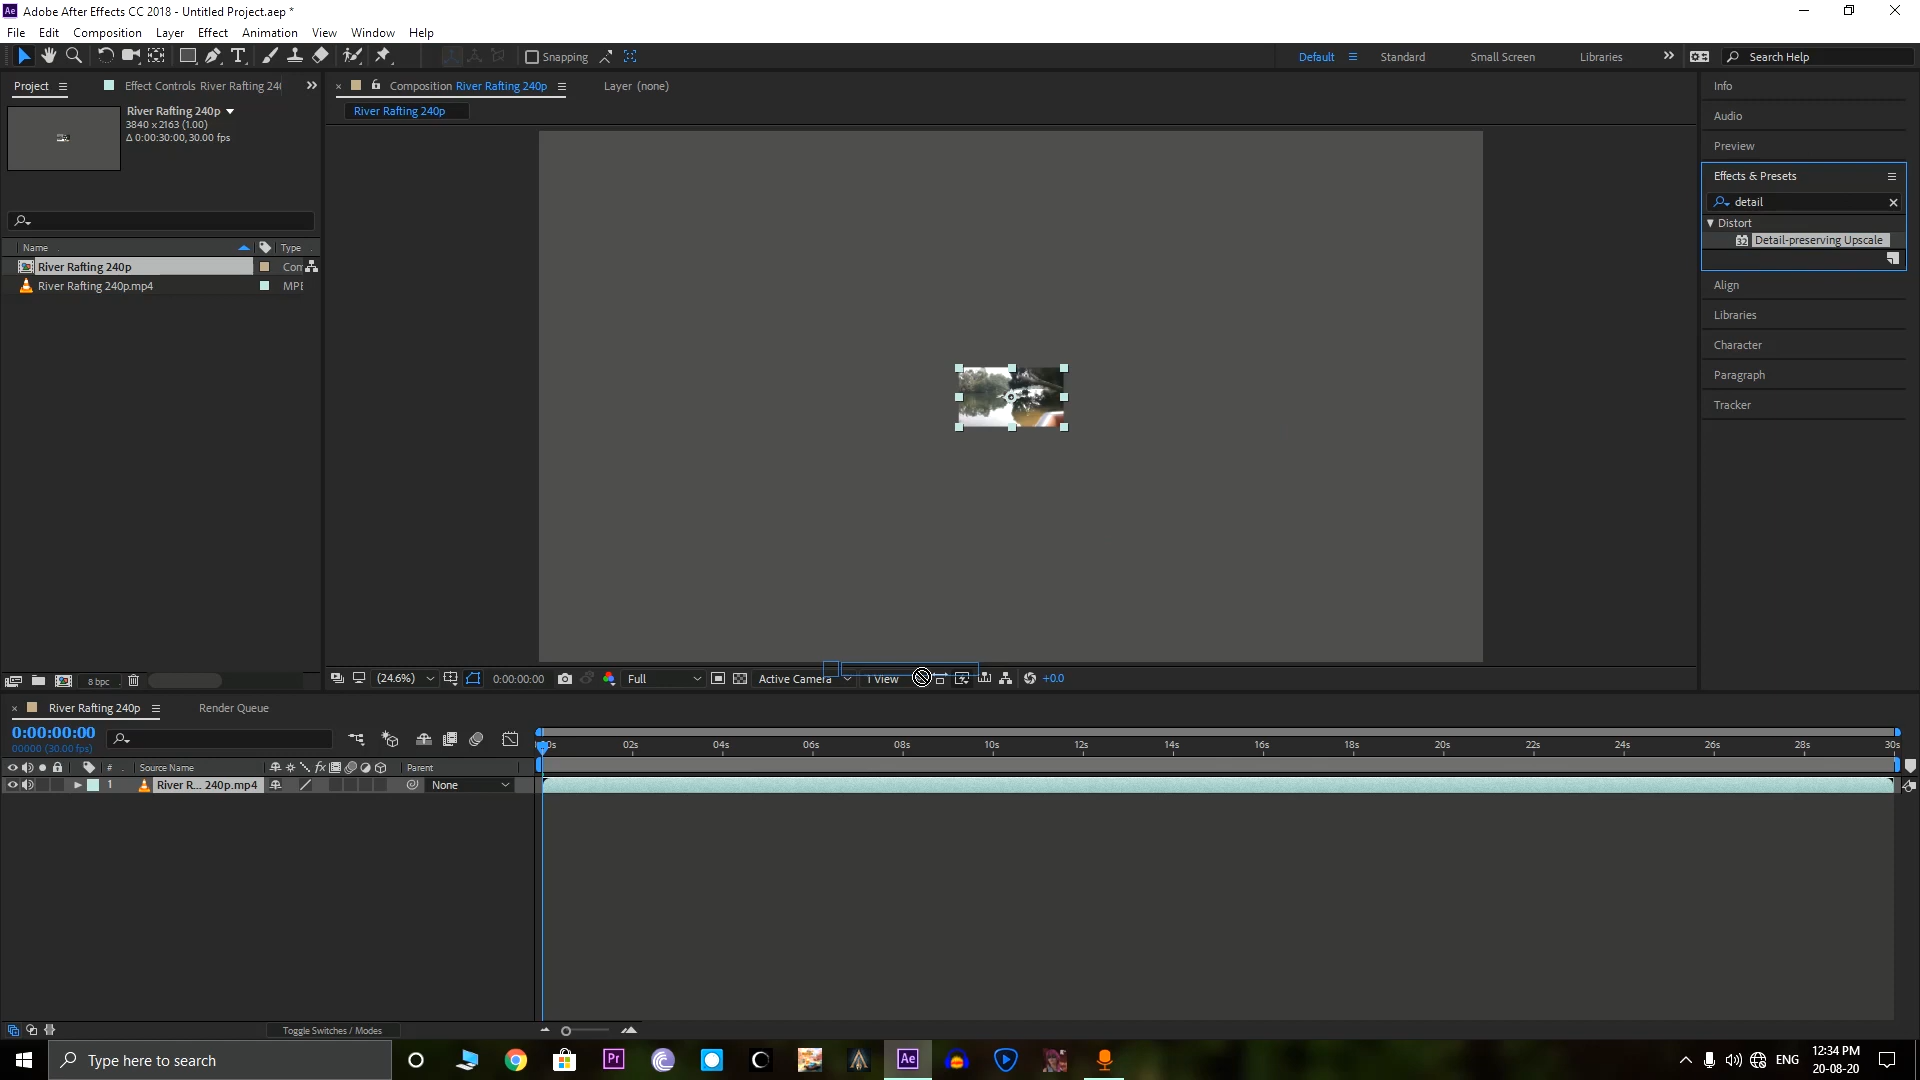 Ae Adobe After Effects CC 2018 - Untitled Project.aep *
File Edit Composition Layer Effect Animation View Window Help
Snapping
Default Standard Small Screen Libraries Search Help
Project Effect Controls River Rafting 24
Composition River Rafting 240p Layer (none)
River Rafting 240p
3840 x 2163 (1.00)
Δ 0:00:30:00, 30.00 fps
River Rafting 240p
Name Type
River Rafting 240p Con
River Rafting 240p.mp4 MPE
Info
Audio
Preview
Effects & Presets
detail
Distort
32 Detail-preserving Upscale
Align
Libraries
Character
Paragraph
Tracker
8 bpc
(24.6%) 0:00:00:00 Full Active Camera 1 View +0.0
River Rafting 240p Render Queue
0:00:00:00
00000 (30.00 fps)
02s 04s 06s 08s 10s 12s 14s 16s 18s 20s 22s 24s 26s 28s 30s
# Source Name fx Parent
1 River R... 240p.mp4 None
Toggle Switches / Modes
Type here to search
Pr Ae
ENG
12:34 PM
20-08-20